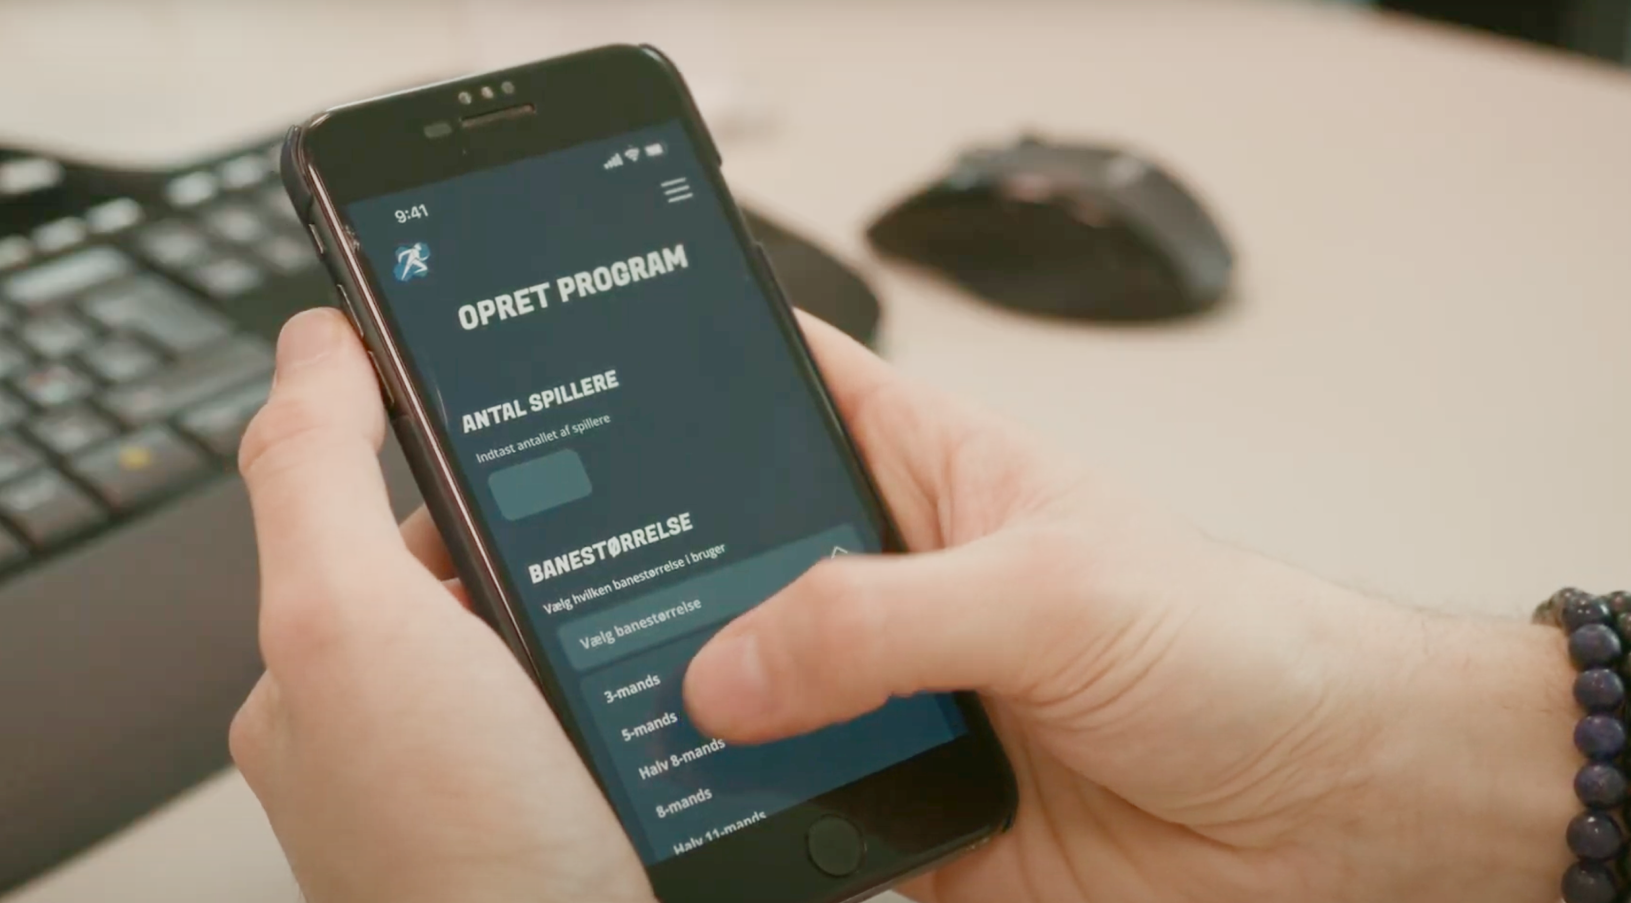 9:41
OPRET PROGRAM
ANTAL SPILLERE
Indtast antallet af spillere
BANESTØRRELSE
Vælg hvilken banestørrelse i bruger
Vælg banestørrelse
3-mands
5-mands
Halv 8-mands
8-mands
Halv 11-mands